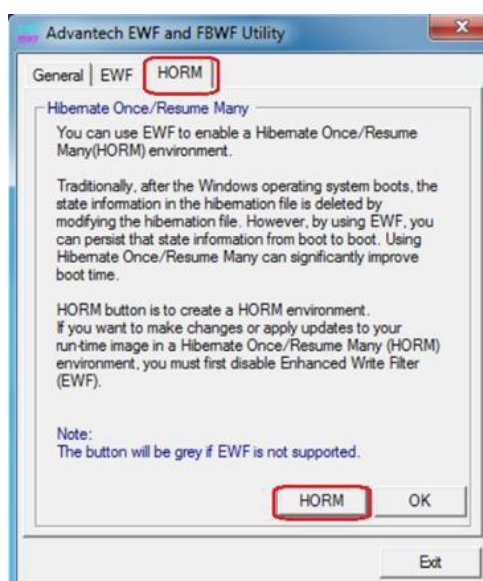 Advantech EWF and FBWF Utility
General EWF HORM
Hibernate Once/Resume Many
You can use EWF to enable a Hibernate Once/Resume
Many(HORM) environment.
Traditionally, after the Windows operating system boots, the
state information in the hibernation file is deleted by
modifying the hibernation file. However, by using EWF, you
can persist that state information from boot to boot. Using
Hibernate Once/Resume Many can significantly improve
boot time.
HORM button is to create a HORM environment.
If you want to make changes or apply updates to your
run-time image in a Hibernate Once/Resume Many (HORM)
environment, you must first disable Enhanced Write Filter
(EWF).
Note:
The button will be grey if EWF is not supported.
HORM OK
Exit